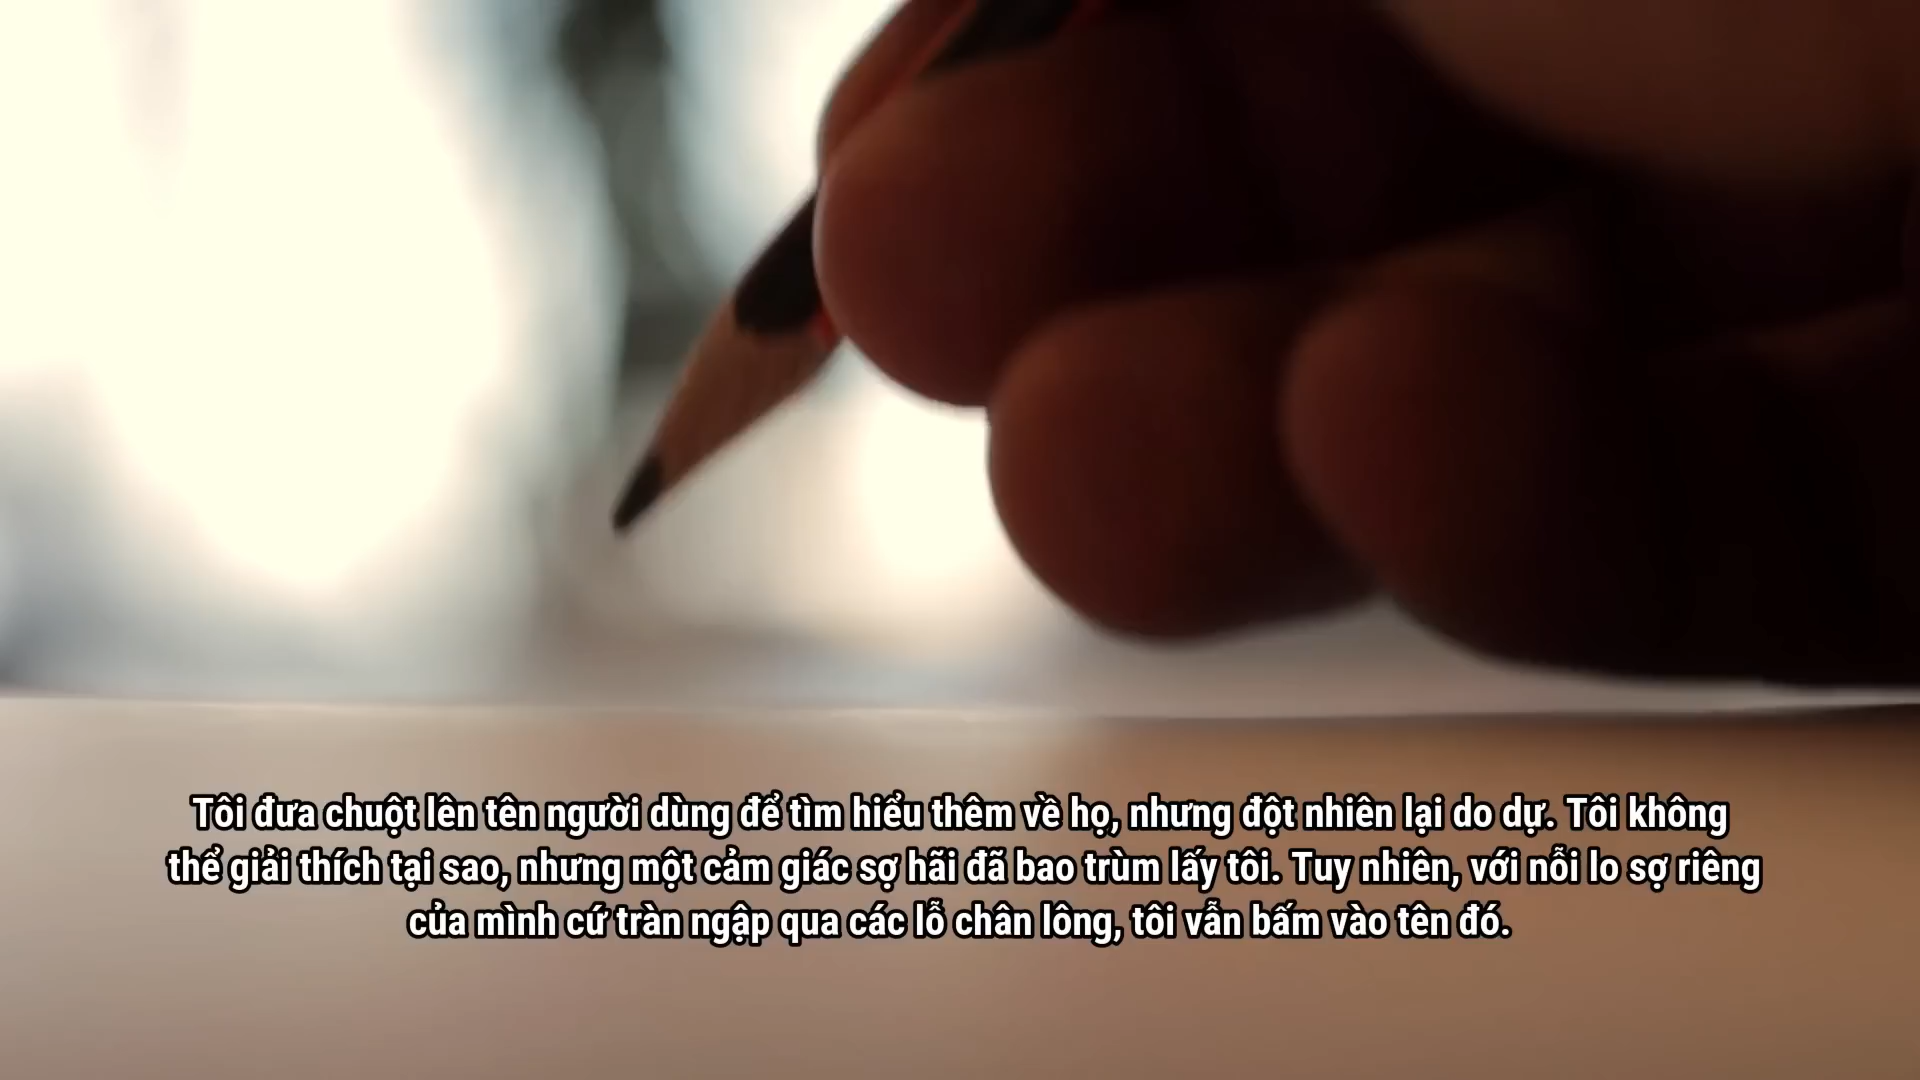 Tôi đưa chuột lên tên người dùng để tìm hiểu thêm về họ, nhưng đột nhiên lại do dự. Tôi không
thể giải thích tại sao, nhưng một cảm giác sợ hãi đã bao trùm lấy tôi. Tuy nhiên, với nỗi lo sợ riêng
của mình cứ tràn ngập qua các lỗ chân lông, tôi vẫn bấm vào tên đó.